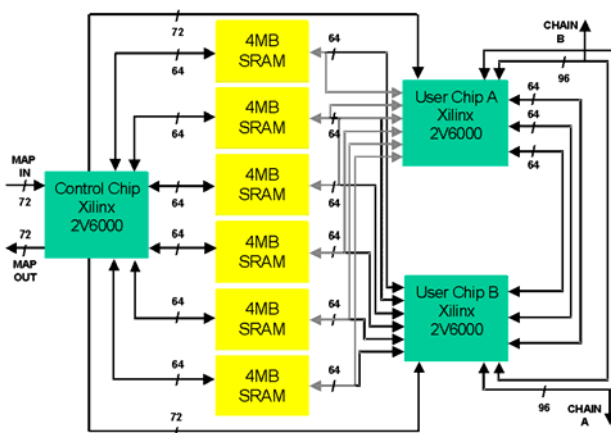 72
CHAIN
B
4MB
SRAM
64
64
96
User Chip A
Xilinx
2V6000
64
64
64
4MB
SRAM
64
64
MAP
IN
72
Control Chip
Xilinx
2V6000
4MB
SRAM
64
64
72
MAP
OUT
4MB
SRAM
64
64
User Chip B
Xilinx
2V6000
4MB
SRAM
64
64
4MB
SRAM
64
64
72
96
CHAIN
A